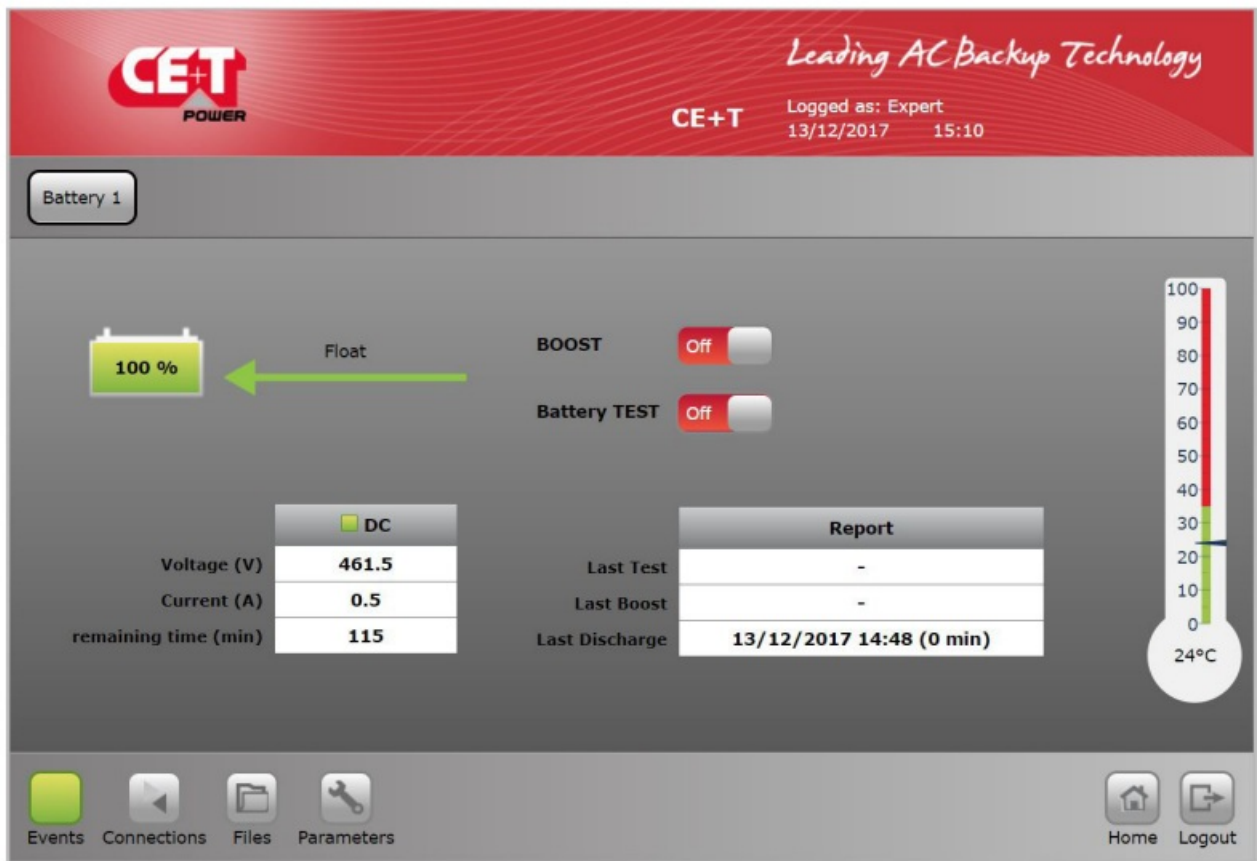 CE+T
POWER
Leading AC Backup Technology
CE+T
Logged as: Expert
13/12/2017 15:10
Battery 1
100 %
Float
BOOST Off
Battery TEST Off
DC
Voltage (V) 461.5
Current (A) 0.5
remaining time (min) 115
Report
Last Test -
Last Boost -
Last Discharge 13/12/2017 14:48 (0 min)
100
90
80
70
60
50
40
30
20
10
0
24°C
Events Connections Files Parameters
Home Logout